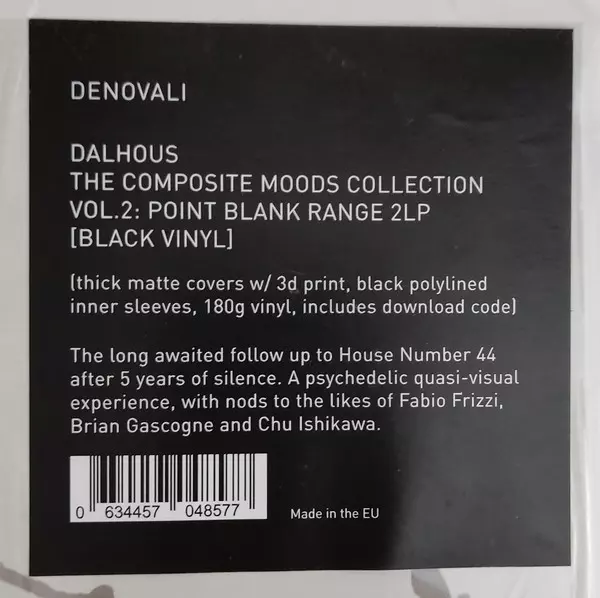 DENOVALI
DALHOUS
THE COMPOSITE MOODS COLLECTION
VOL.2: POINT BLANK RANGE 2LP
[BLACK VINYL]
(thick matte covers w/ 3d print, black polylined
inner sleeves, 180g vinyl, includes download code)
The long awaited follow up to House Number 44
after 5 years of silence. A psychedelic quasi-visual
experience, with nods to the likes of Fabio Frizzi,
Brian Gascogne and Chu Ishikawa.
0 634457 048577
Made in the EU